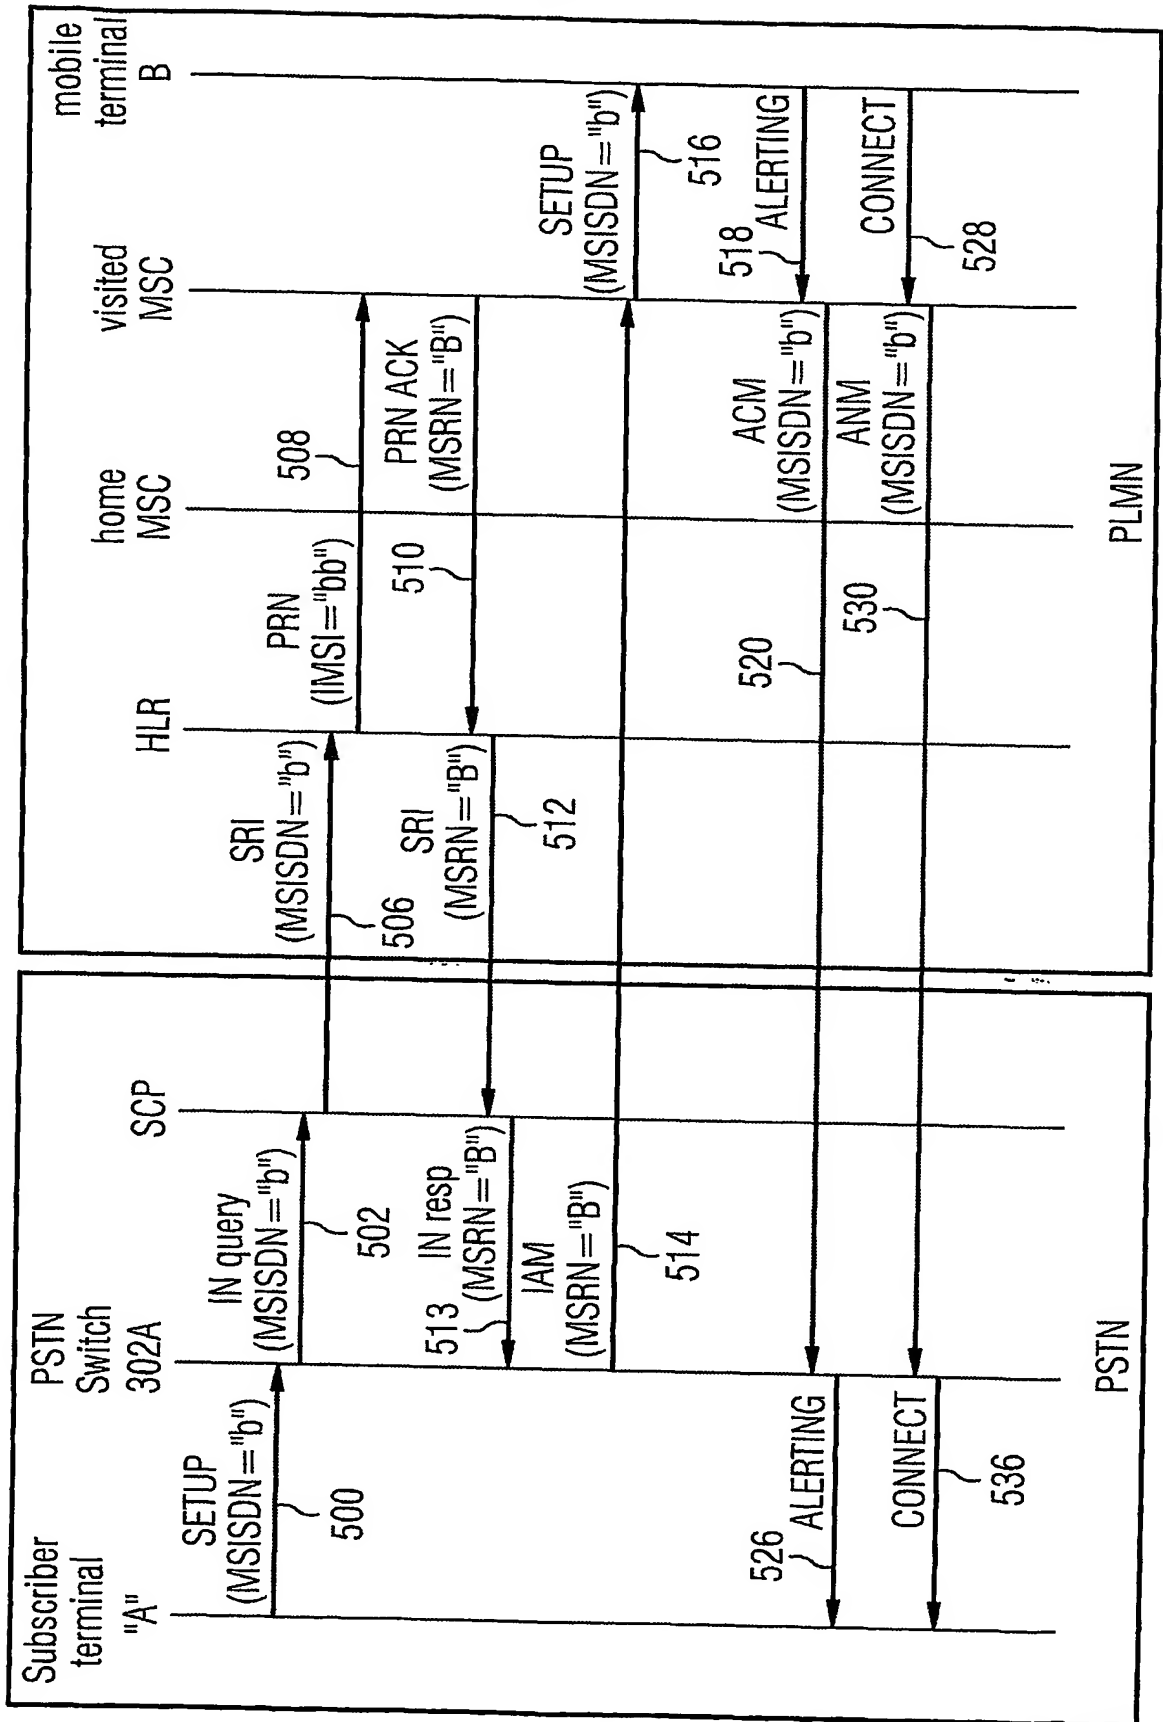 Subscriber
terminal
"A"
PSTN
Switch
302A
SCP
HLR
home
MSC
visited
MSC
mobile
terminal
B
SETUP
(MSISDN="b")
500
IN query
(MSISDN="b")
502
SRI
(MSISDN="b")
506
PRN
(IMSI="bb")
508
PRN ACK
(MSRN="B")
510
SRI
(MSRN="B")
512
IN resp
(MSRN="B")
513
IAM
(MSRN="B")
514
SETUP
(MSISDN="b")
516
ALERTING
518
ACM
(MSISDN="b")
520
ALERTING
526
CONNECT
528
ANM
(MSISDN="b")
530
CONNECT
536
PSTN
PLMN